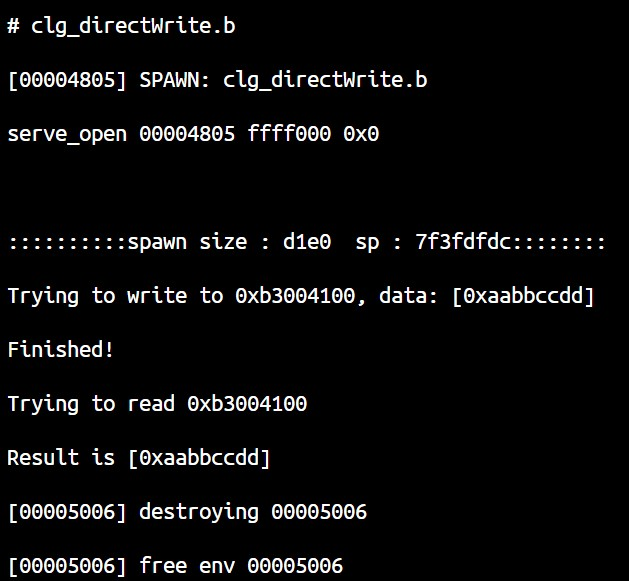 # clg_directWrite.b
[00004805] SPAWN: clg_directWrite.b
serve_open 00004805 ffff000 0x0
::::::::::spawn size : d1e0  sp : 7f3fdfdc::::::::
Trying to write to 0xb3004100, data: [0xaabbccdd]
Finished!
Trying to read 0xb3004100
Result is [0xaabbccdd]
[00005006] destroying 00005006
[00005006] free env 00005006